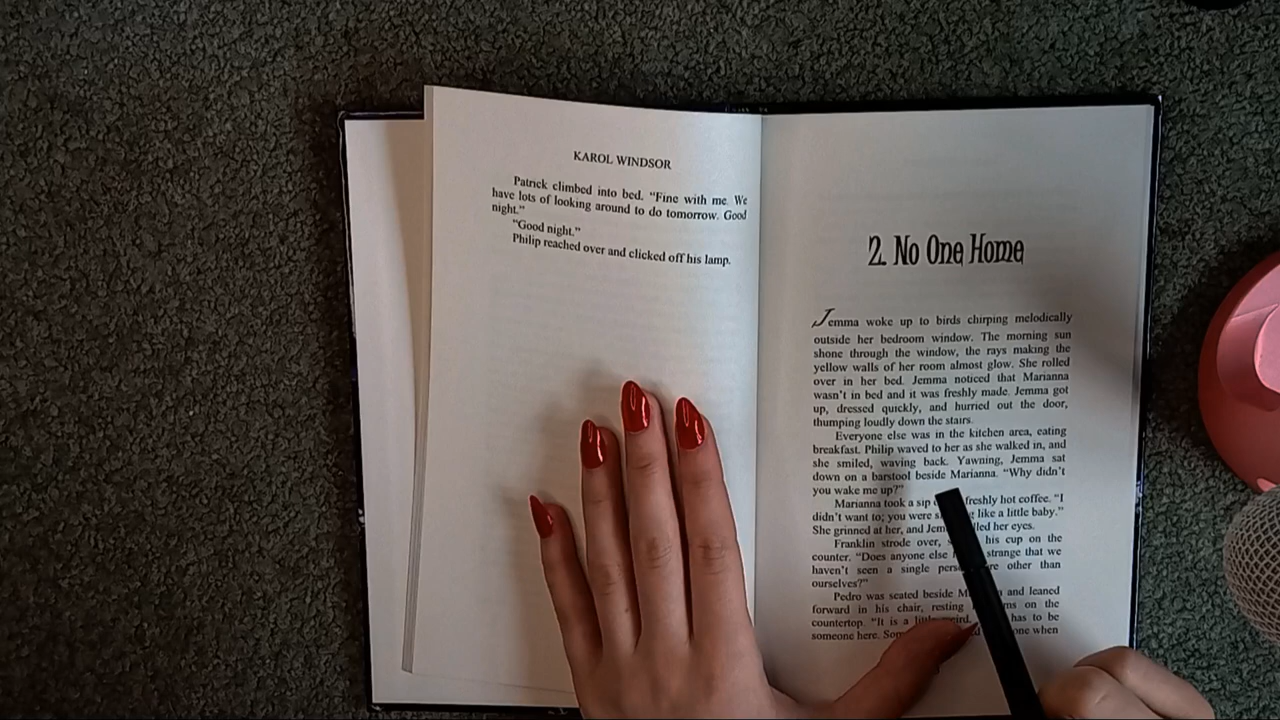 KAROL WINDSOR
Patrick climbed into bed. “Fine with me. We
have lots of looking around to do tomorrow. Good
night.”
“Good night.”
Philip reached over and clicked off his lamp.
2. No One Home
Jemma woke up to birds chirping melodically
outside her bedroom window. The morning sun
shone through the window, the rays making the
yellow walls of her room almost glow. She rolled
over in her bed. Jemma noticed that Marianna
wasn’t in bed and it was freshly made. Jemma got
up, dressed quickly, and hurried out the door,
thumping loudly down the stairs.
Everyone else was in the kitchen area, eating
breakfast. Philip waved to her as she walked in, and
she smiled, waving back. Yawning, Jemma sat
down on a barstool beside Marianna. “Why didn’t
you wake me up?”
Marianna took a sip freshly hot coffee. “I
didn’t want to; you were like a little baby.”
She grinned at her, and her eyes.
Franklin strode over, his cup on the
counter. “Does anyone else strange that we
haven’t seen a single other than
ourselves?”
Pedro was seated beside and leaned
forward in his chair, resting on the
countertop. “It is a little weird. has to be
someone here. when